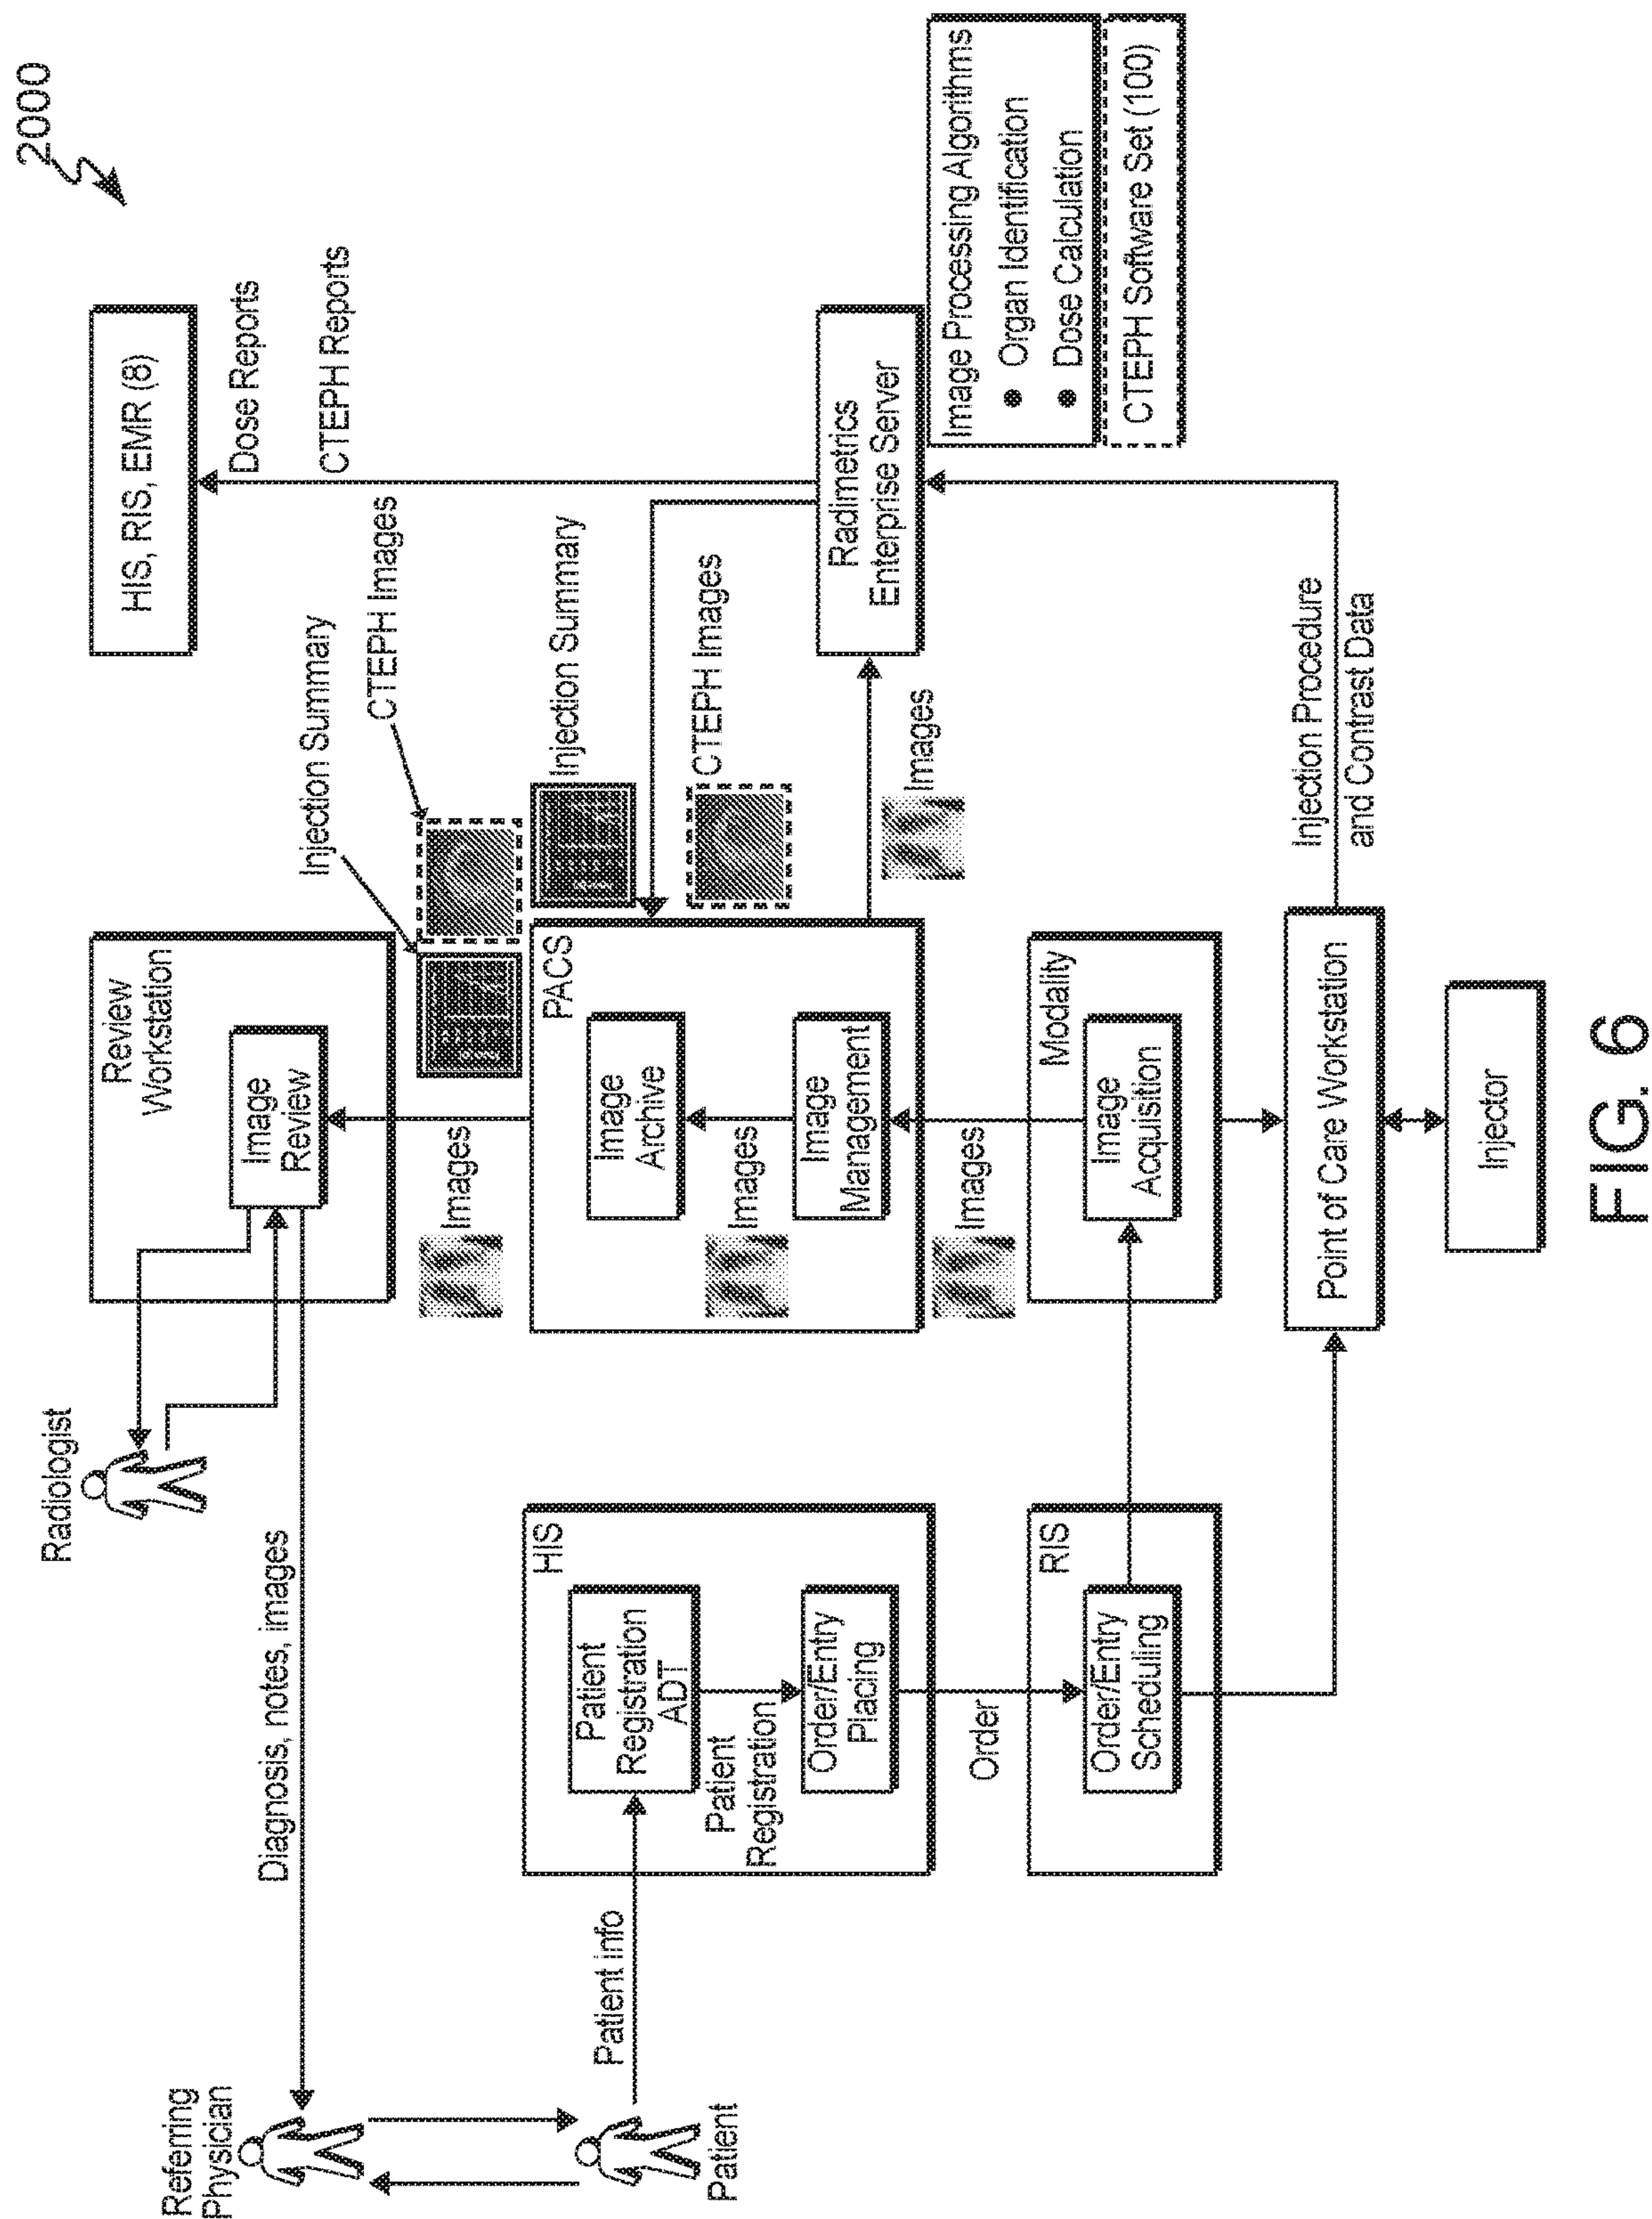 2000
Referring
Physician
Radiologist
Diagnosis, notes, images
Review
Workstation
Image
Review
HIS, RIS, EMR (8)
Dose Reports
CTEPH Reports
Injection Summary
CTEPH Images
Images
Patient
Patient info
HIS
Patient
Registration
ADT
Patient
Registration
Order/Entry
Placing
PACS
Image
Archive
Images
Image
Management
Injection Summary
CTEPH Images
Images
Radimetrics
Enterprise Server
Image Processing Algorithms
● Organ Identification
● Dose Calculation
CTEPH Software Set (100)
Order
Images
RIS
Order/Entry
Scheduling
Modality
Image
Acquisition
Injection Procedure
and Contrast Data
Point of Care Workstation
Injector
FIG. 6